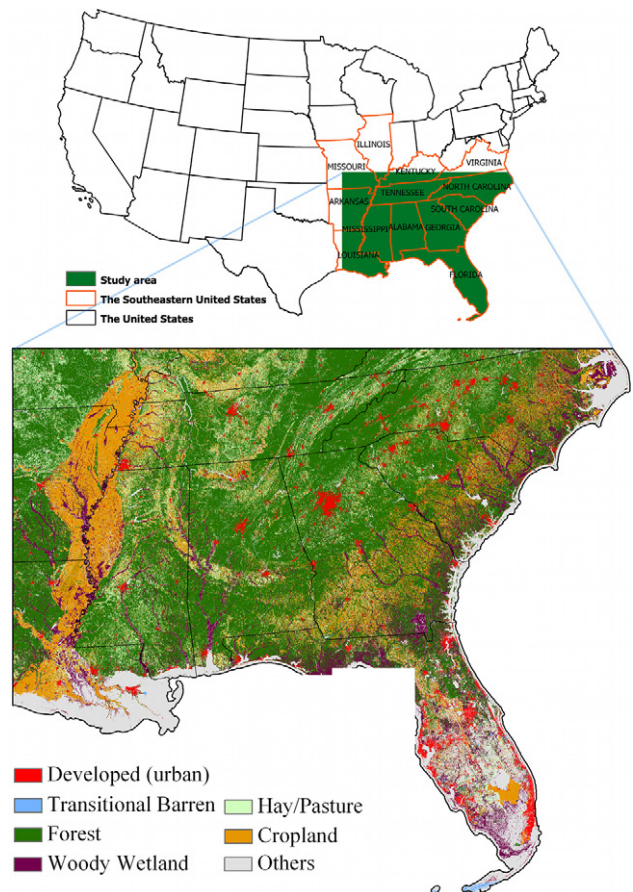 ILLINOIS
MISSOURI
VIRGINIA
KENTUCKY
TENNESSEE
NORTH CAROLINA
ARKANSAS
SOUTH CAROLINA
MISSISSIPPI
ALABAMA
GEORGIA
LOUISIANA
FLORIDA
Study area
The Southeastern United States
The United States
Developed (urban)
Transitional Barren
Hay/Pasture
Forest
Cropland
Woody Wetland
Others